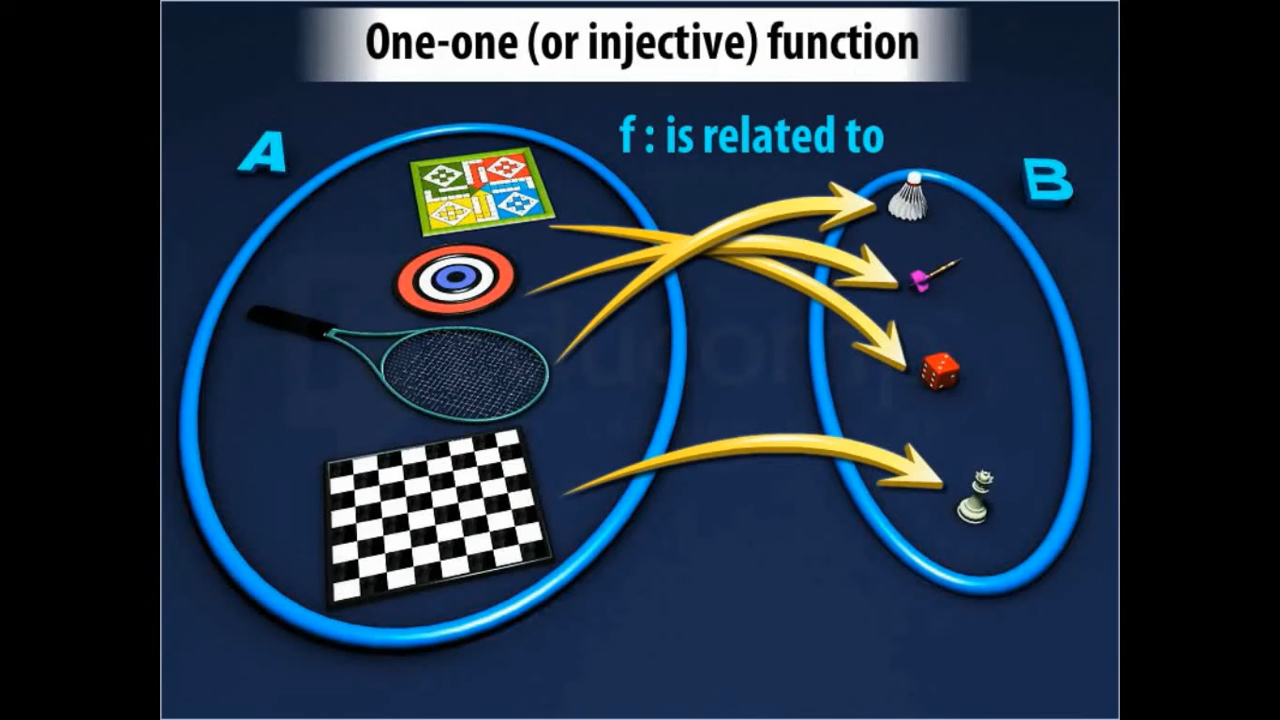 One-one (or injective) function
f : is related to
A
B